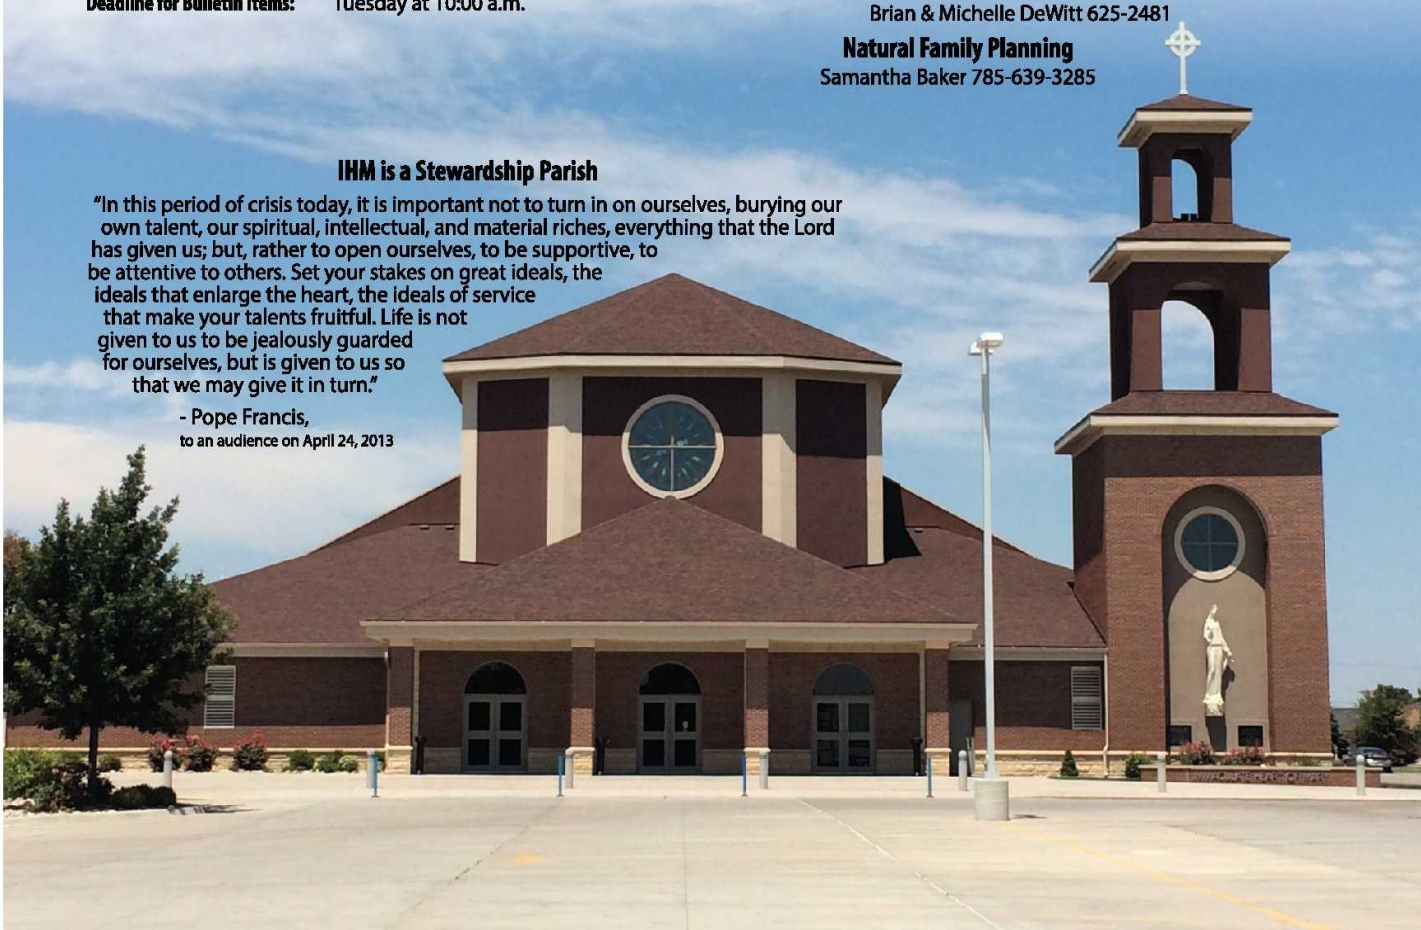 Deadline for Bulletin Items: Tuesday at 10:00 a.m.
Brian & Michelle DeWitt 625-2481
Natural Family Planning
Samantha Baker 785-639-3285
IHM is a Stewardship Parish
“In this period of crisis today, it is important not to turn in on ourselves, burying our
own talent, our spiritual, intellectual, and material riches, everything that the Lord
has given us; but, rather to open ourselves, to be supportive, to
be attentive to others. Set your stakes on great ideals, the
ideals that enlarge the heart, the ideals of service
that make your talents fruitful. Life is not
given to us to be jealously guarded
for ourselves, but is given to us so
that we may give it in turn.”
- Pope Francis,
to an audience on April 24, 2013